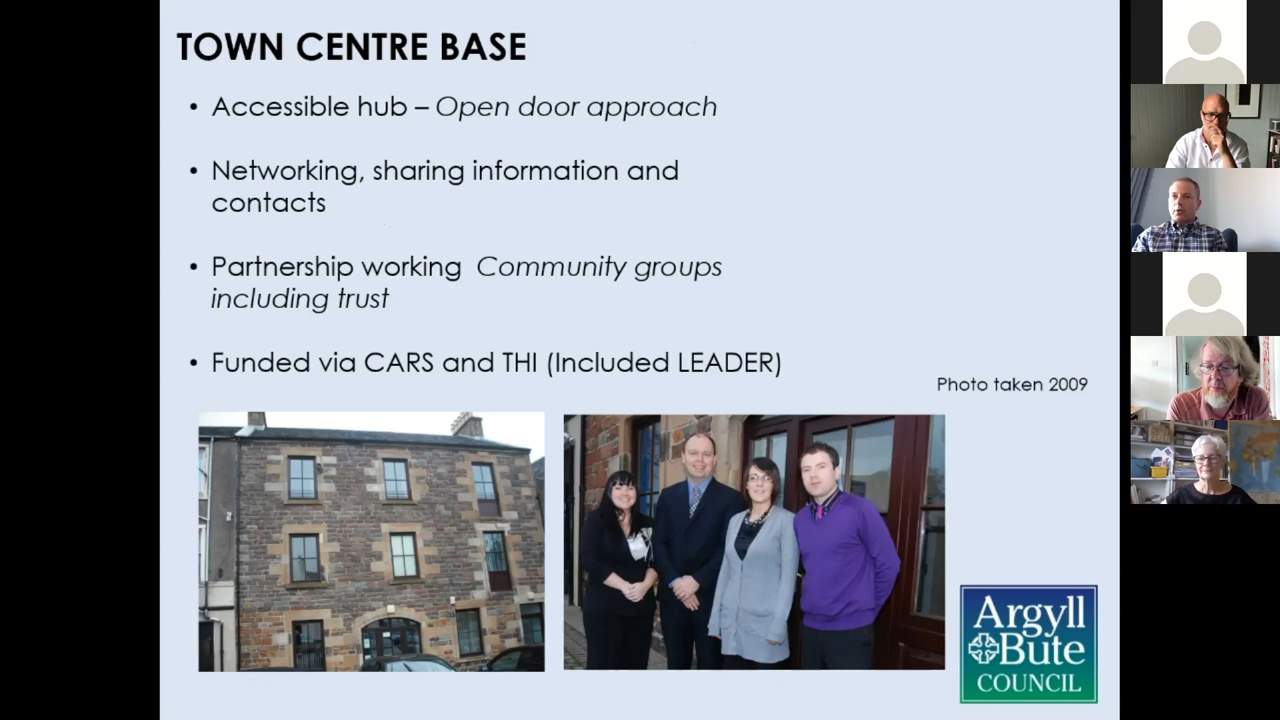 TOWN CENTRE BASE
• Accessible hub – Open door approach
• Networking, sharing information and
contacts
• Partnership working Community groups
including trust
• Funded via CARS and THI (Included LEADER)
Photo taken 2009
Argyll
Bute
COUNCIL